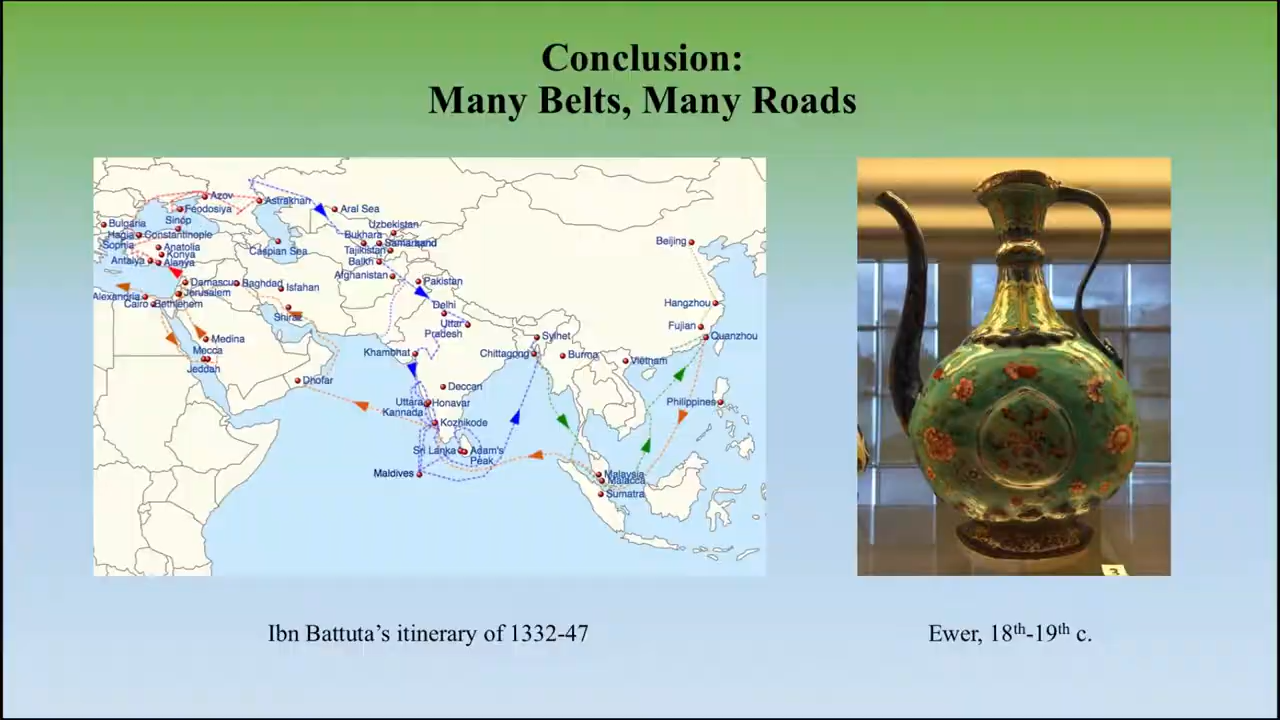 Conclusion:
Many Belts, Many Roads
Azov
Astrakhan
Feodosiya
Aral Sea
Sinop
Bulgaria
Uzbekistan
Hagia
Sophia
Constantinople
Bukhara
Samarkand
Beijing
Anatolia
Caspian Sea
Tajikistan
Konya
Antalya
Alanya
Balkh
Afghanistan
Pakistan
Damascus
Baghdad
Isfahan
Jerusalem
Alexandria
Cairo
Bethlehem
Delhi
Hangzhou
Shiraz
Uttar
Pradesh
Fujian
Quanzhou
Medina
Sylhet
Mecca
Khambhat
Chittagong
Burma
Vietnam
Jeddah
Dhofar
Deccan
Uttara
Kannada
Honavar
Philippines
Kozhikode
Sri Lanka
Adam's
Peak
Maldives
Malaysia
Malacca
Sumatra
3
Ibn Battuta’s itinerary of 1332-47
Ewer, 18th-19th c.